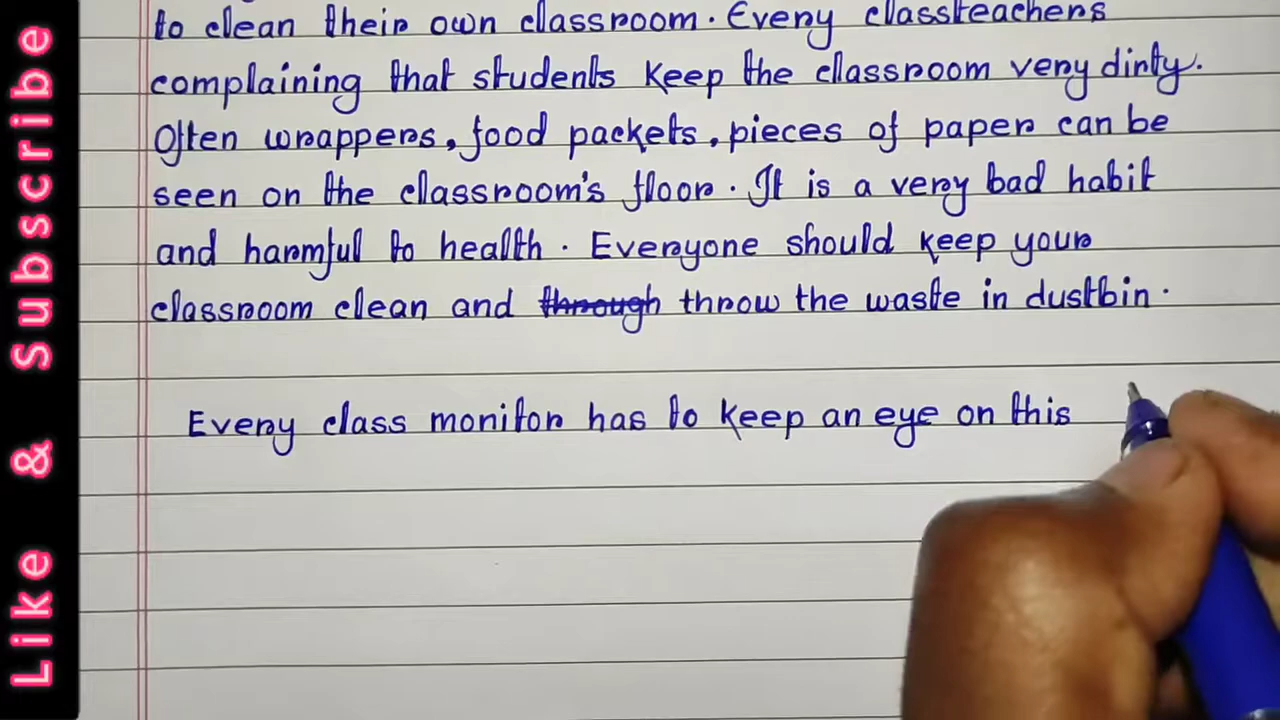 to clean their own classroom. Every classteachers
complaining that students keep the classroom very dirty.
Often wrappers, food packets, pieces of paper can be
seen on the classroom's floor. It is a very bad habit
and harmful to health. Everyone should keep your
classroom clean and through throw the waste in dustbin.
Every class monitor has to keep an eye on this
Like & Subscribe